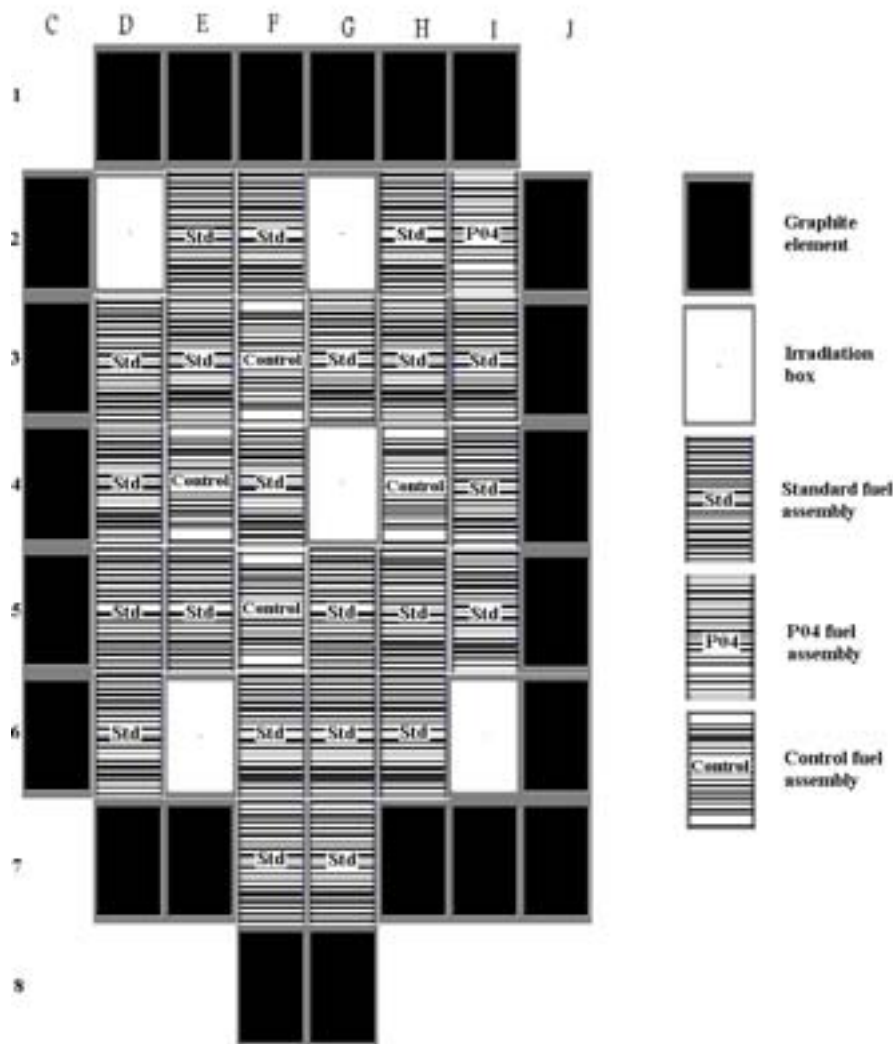 C D E F G H I J
1
2 Std Std Std P04
Graphite
element
3 Std Std Control Std Std Std
Irradiation
box
4 Std Control Std Control Std
Std
Standard fuel
assembly
5 Std Std Control Std Std Std
P04
P04 fuel
assembly
6 Std Std Std Std
Control
Control fuel
assembly
7 Std Std
8